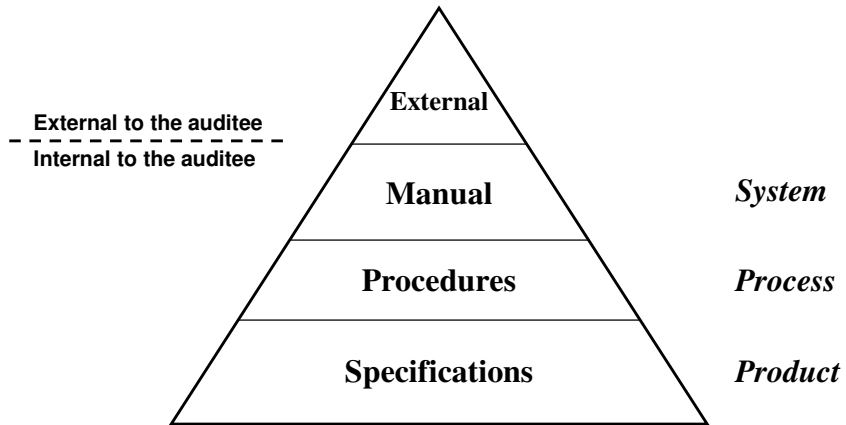 External
External to the auditee
Internal to the auditee
Manual
System
Procedures
Process
Specifications
Product